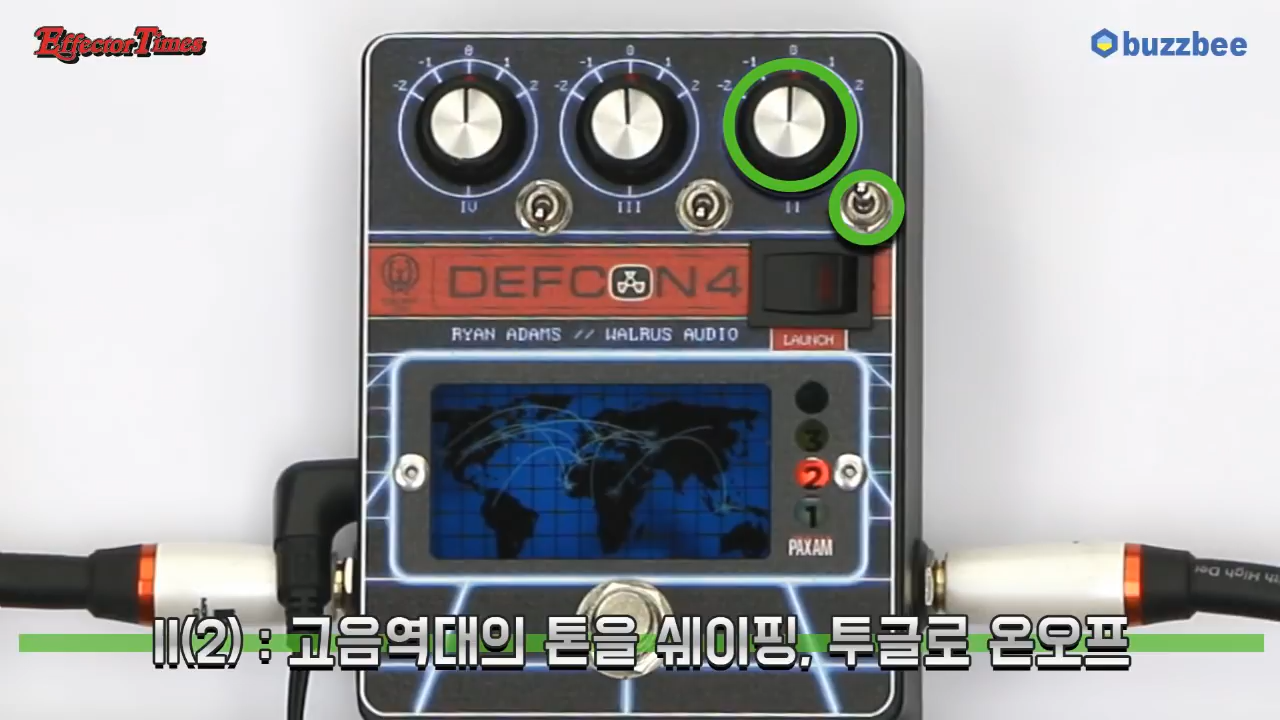 Effector Times
buzzbee
-2 -1 0 1 2
-2 -1 0 1 2
-2 -1 0 1 2
IV
III
II
DEFCON4
RYAN ADAMS // WALRUS AUDIO
LAUNCH
3
2
1
PAXAM
II(2) : 고음역대의 톤을 쉐이핑, 투글로 온오프